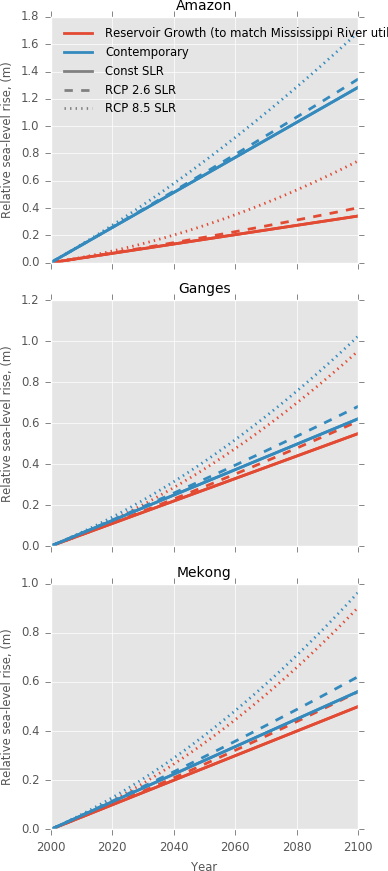 Amazon
1.8
1.6
1.4
1.2
1.0
0.8
0.6
0.4
0.2
0.0
Relative sea-level rise, (m)
Reservoir Growth (to match Mississippi River util
Contemporary
Const SLR
RCP 2.6 SLR
RCP 8.5 SLR
Ganges
1.2
1.0
0.8
0.6
0.4
0.2
0.0
Relative sea-level rise, (m)
Mekong
1.0
0.8
0.6
0.4
0.2
0.0
Relative sea-level rise, (m)
2000 2020 2040 2060 2080 2100
Year